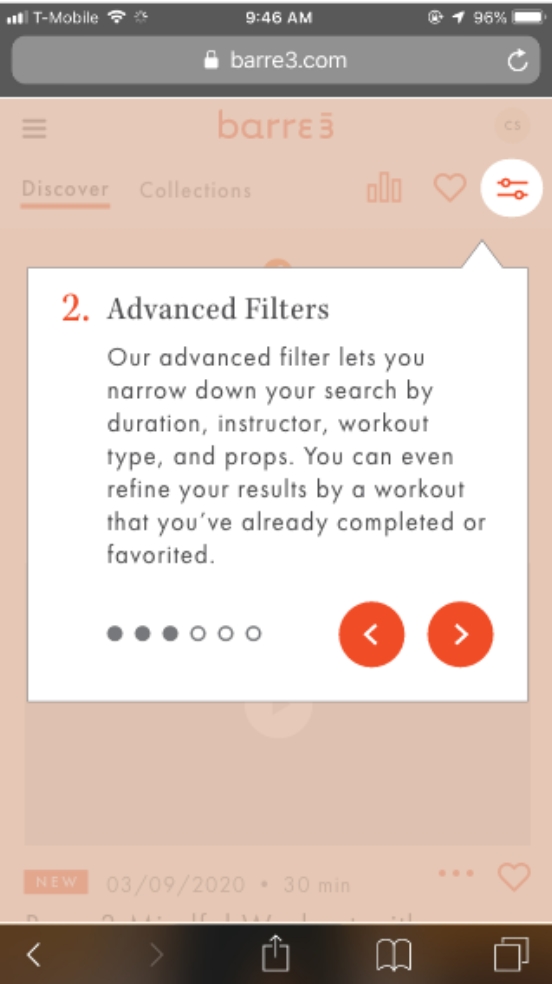 T-Mobile 9:46 AM 96%
barre3.com
barre3
CS
Discover Collections
2. Advanced Filters
Our advanced filter lets you
narrow down your search by
duration, instructor, workout
type, and props. You can even
refine your results by a workout
that you've already completed or
favorited.
NEW 03/09/2020 • 30 min